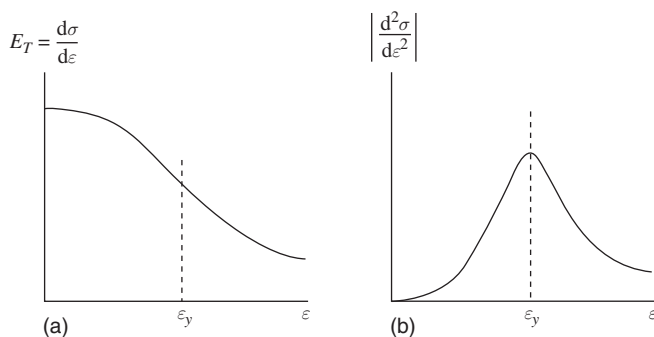 E_T = dσ/dε
|d²σ/dε²|
(a)
ε_y
ε
(b)
ε_y
ε